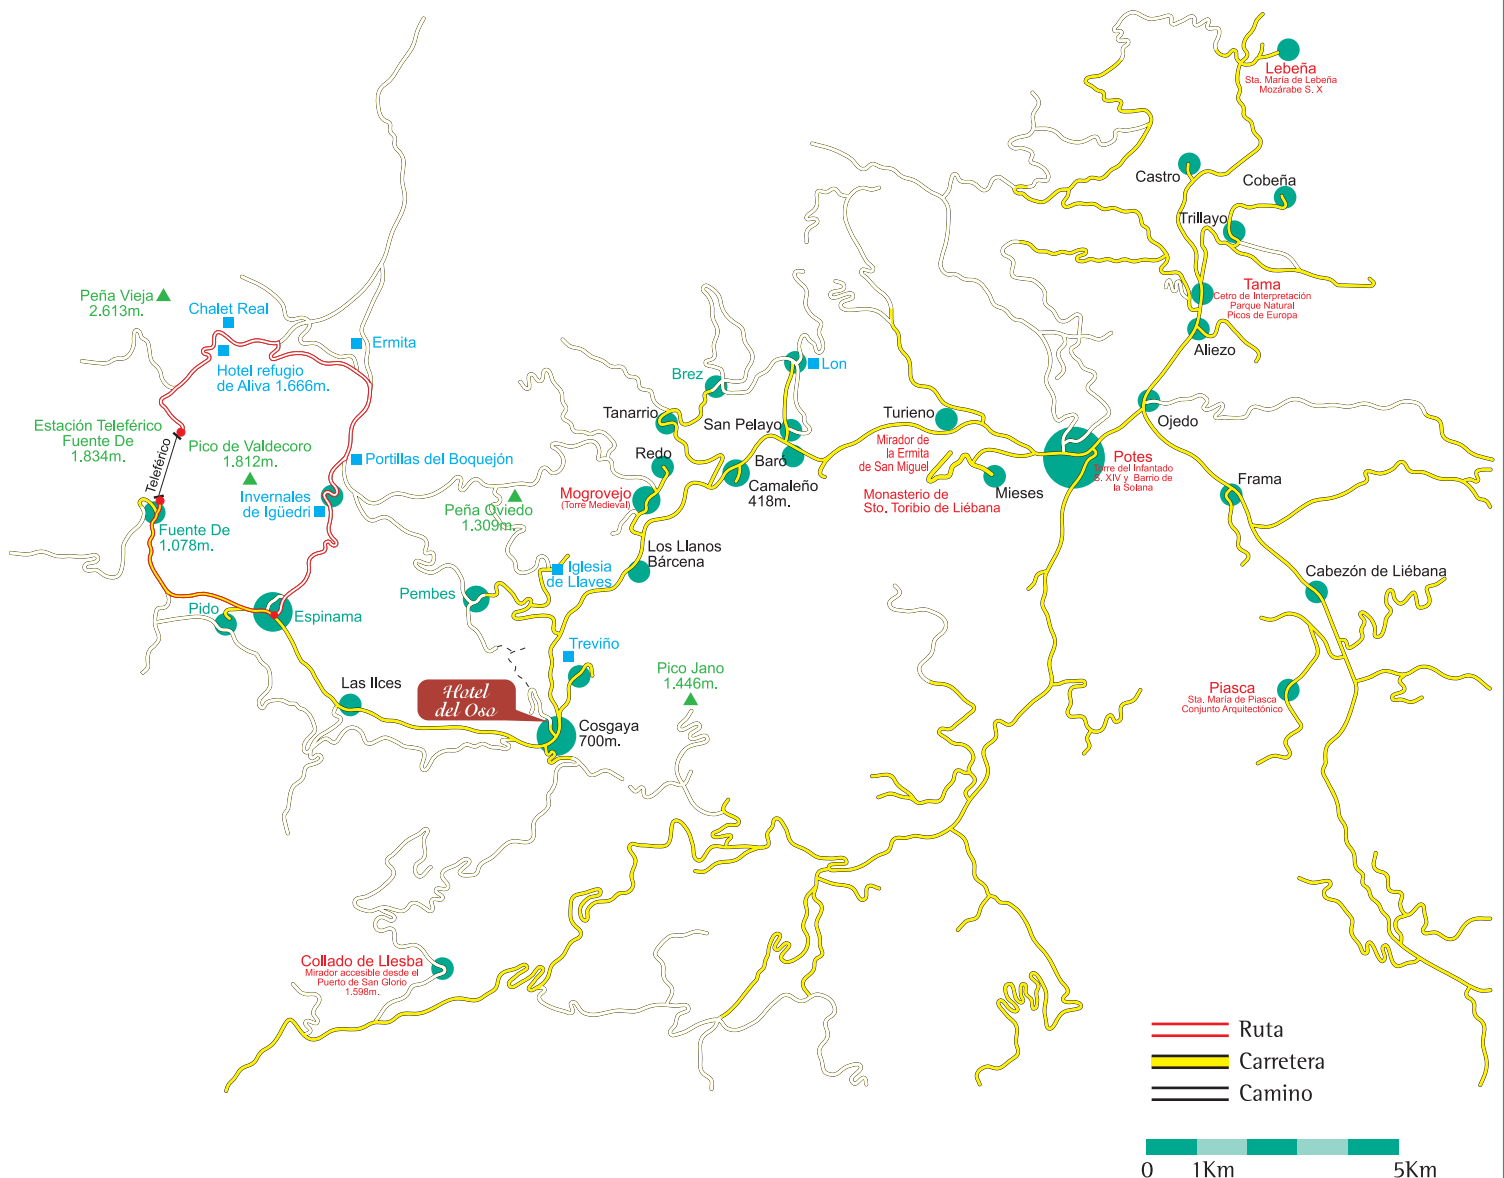 Lebeña
Sta. María de Lebeña
Mozárabe S. X
Castro
Cobeña
Trillayo
Tama
Cetro de Interpretación
Parque Natural
Picos de Europa
Aliezo
Peña Vieja
2.613m.
Chalet Real
Ermita
Hotel refugio
de Aliva 1.666m.
Brez
Lon
Estación Teleférico
Fuente De
1.834m.
Teleférico
Pico de Valdecoro
1.812m.
Portillas del Boquejón
Invernales
de Igüedri
Tanarrio
San Pelayo
Turieno
Ojedo
Mirador de
la Ermita
de San Miguel
Redo
Baró
Camaleño
418m.
Potes
Torre del Infantado
S. XIV y Barrio de
la Solana
Frama
Mogrovejo
(Torre Medieval)
Monasterio de
Sto. Toribio de Liébana
Mieses
Peña Oviedo
1.309m.
Fuente De
1.078m.
Los Llanos
Bárcena
Iglesia
de Llaves
Cabezón de Liébana
Pembes
Pido
Espinama
Treviño
Pico Jano
1.446m.
Las Ilces
Hotel
del Oso
Cosgaya
700m.
Piasca
Sta. María de Piasca
Conjunto Arquitectónico
Collado de Llesba
Mirador accesible desde el
Puerto de San Glorio
1.598m.
Ruta
Carretera
Camino
0 1Km 5Km